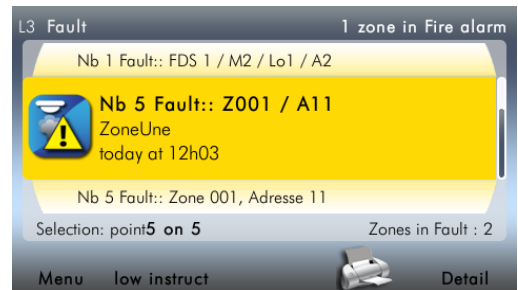 L3 Fault 1 zone in Fire alarm
Nb 1 Fault:: FDS 1 / M2 / Lo1 / A2
Nb 5 Fault:: Z001 / A11
ZoneUne
today at 12h03
Nb 5 Fault:: Zone 001, Adresse 11
Selection: point5 on 5 Zones in Fault : 2
Menu low instruct Detail